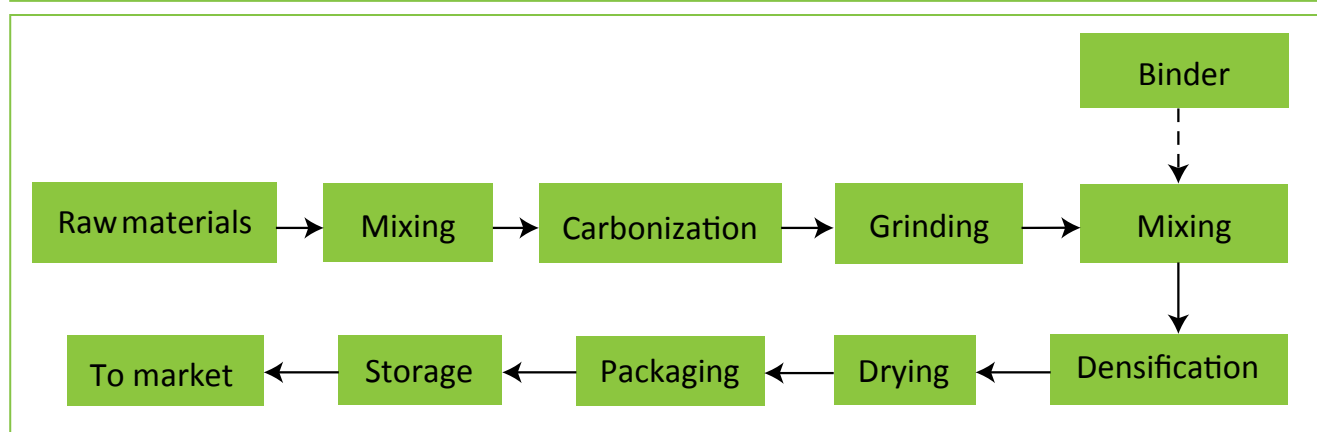 Binder
Raw materials
Mixing
Carbonization
Grinding
Mixing
To market
Storage
Packaging
Drying
Densification